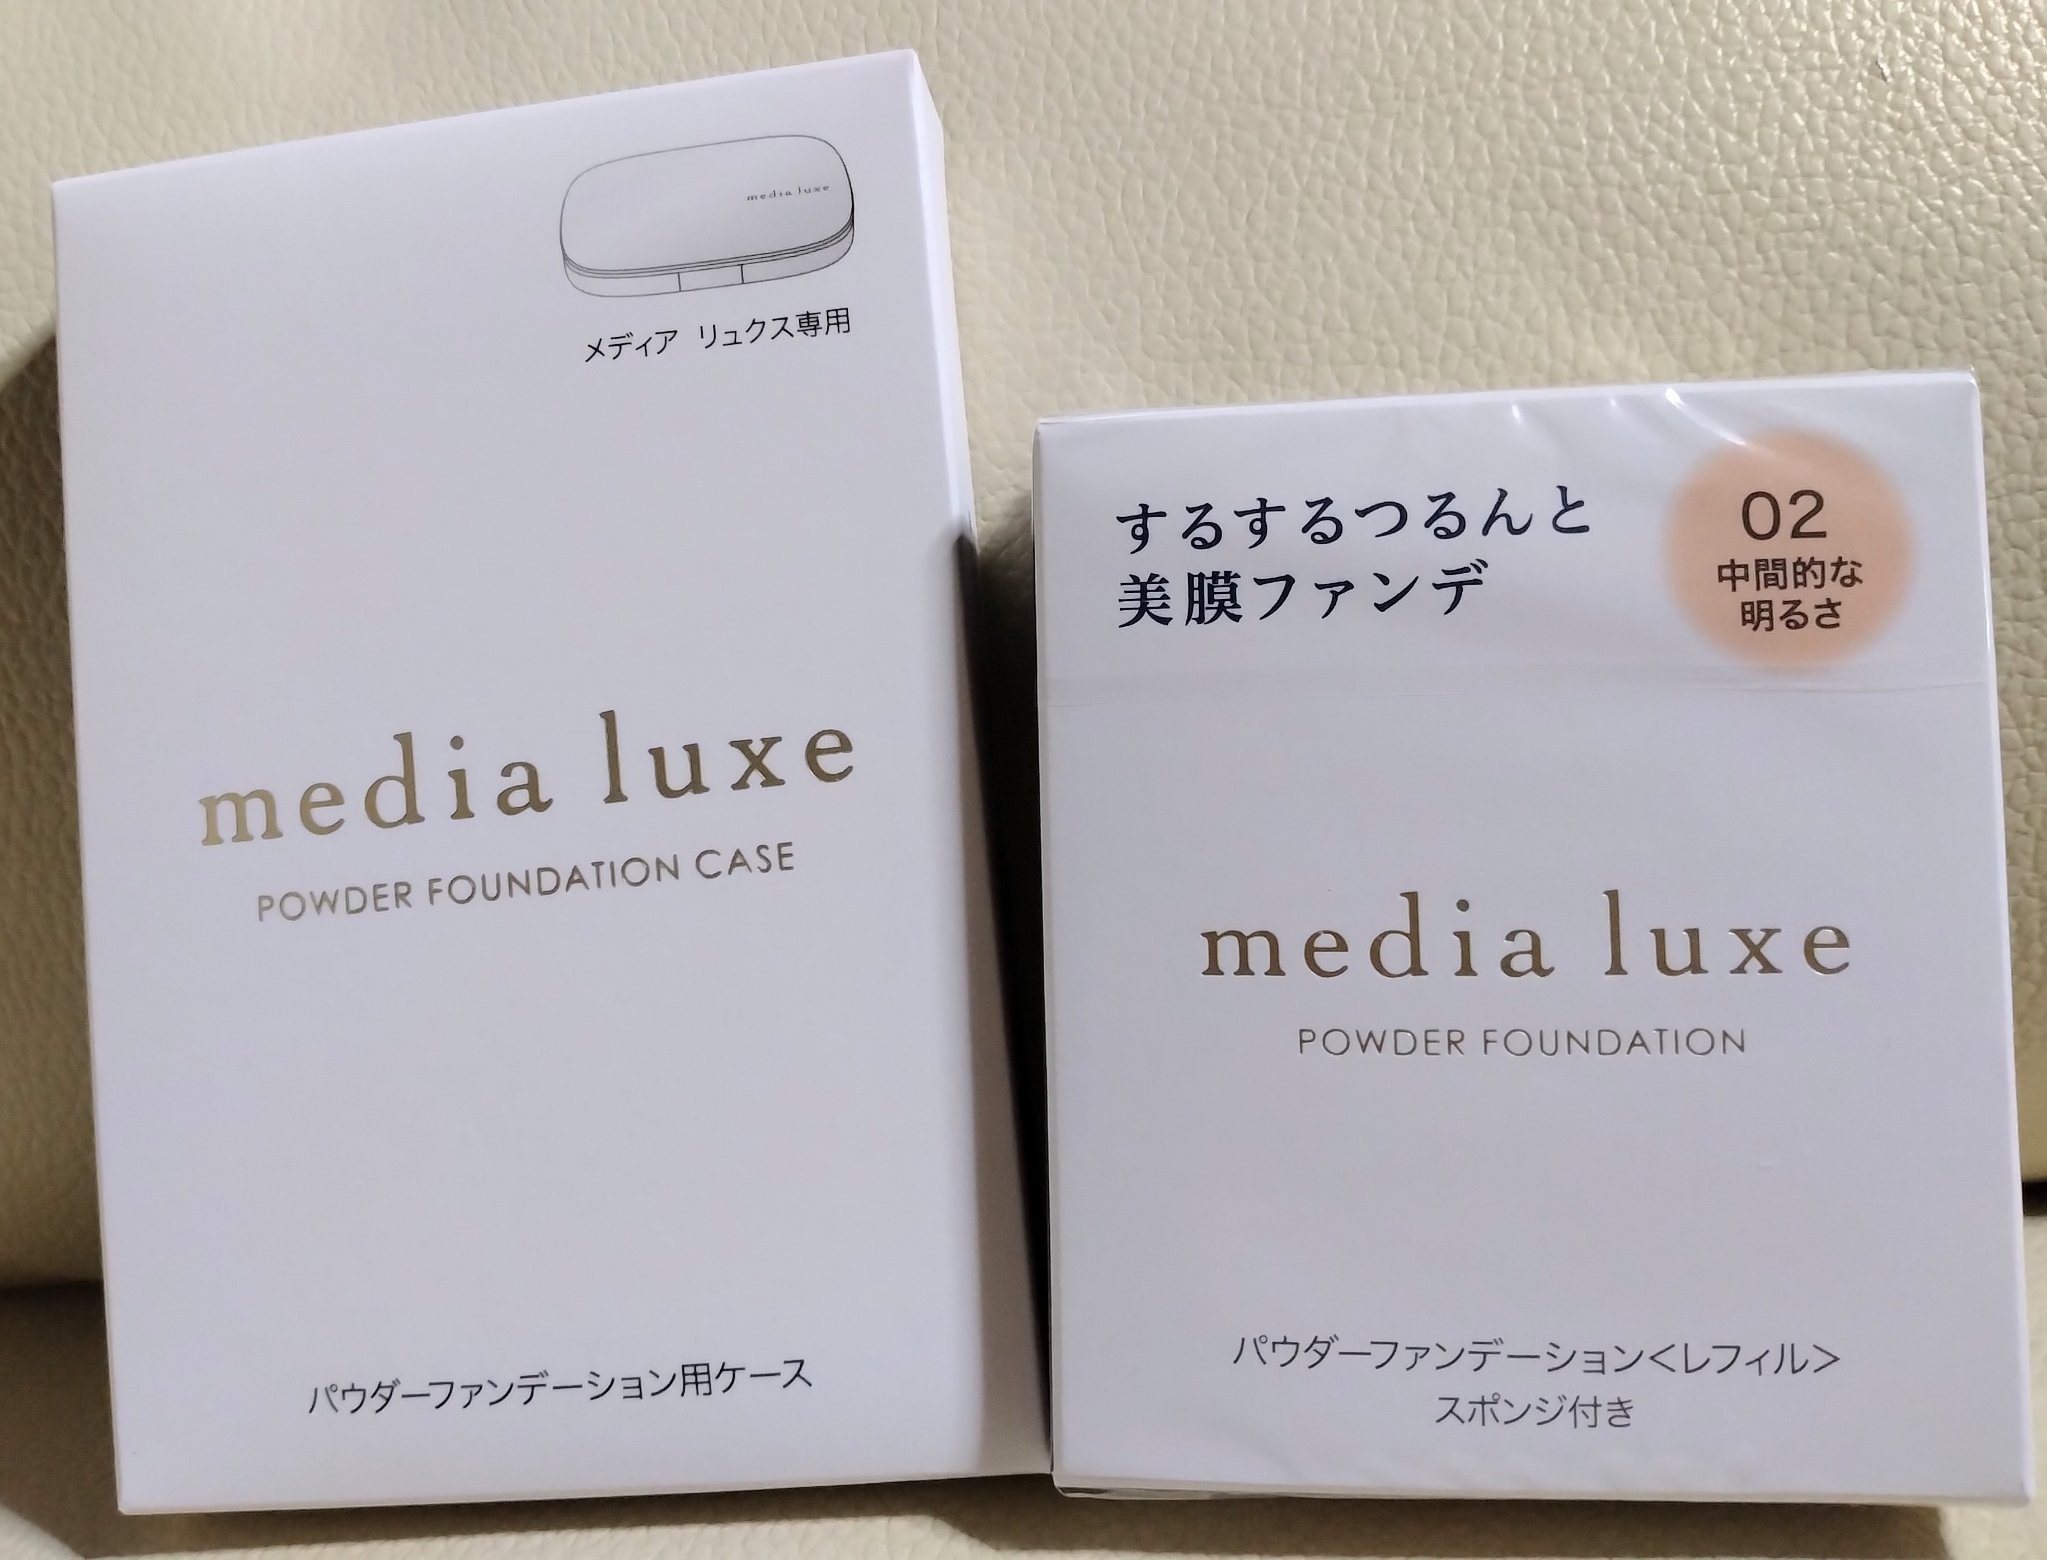 media luxe
メディア リュクス専用
media luxe
POWDER FOUNDATION CASE
パウダーファンデーション用ケース
するするつるんと
美膜ファンデ
02
中間的な
明るさ
media luxe
POWDER FOUNDATION
パウダーファンデーション<レフィル>
スポンジ付き